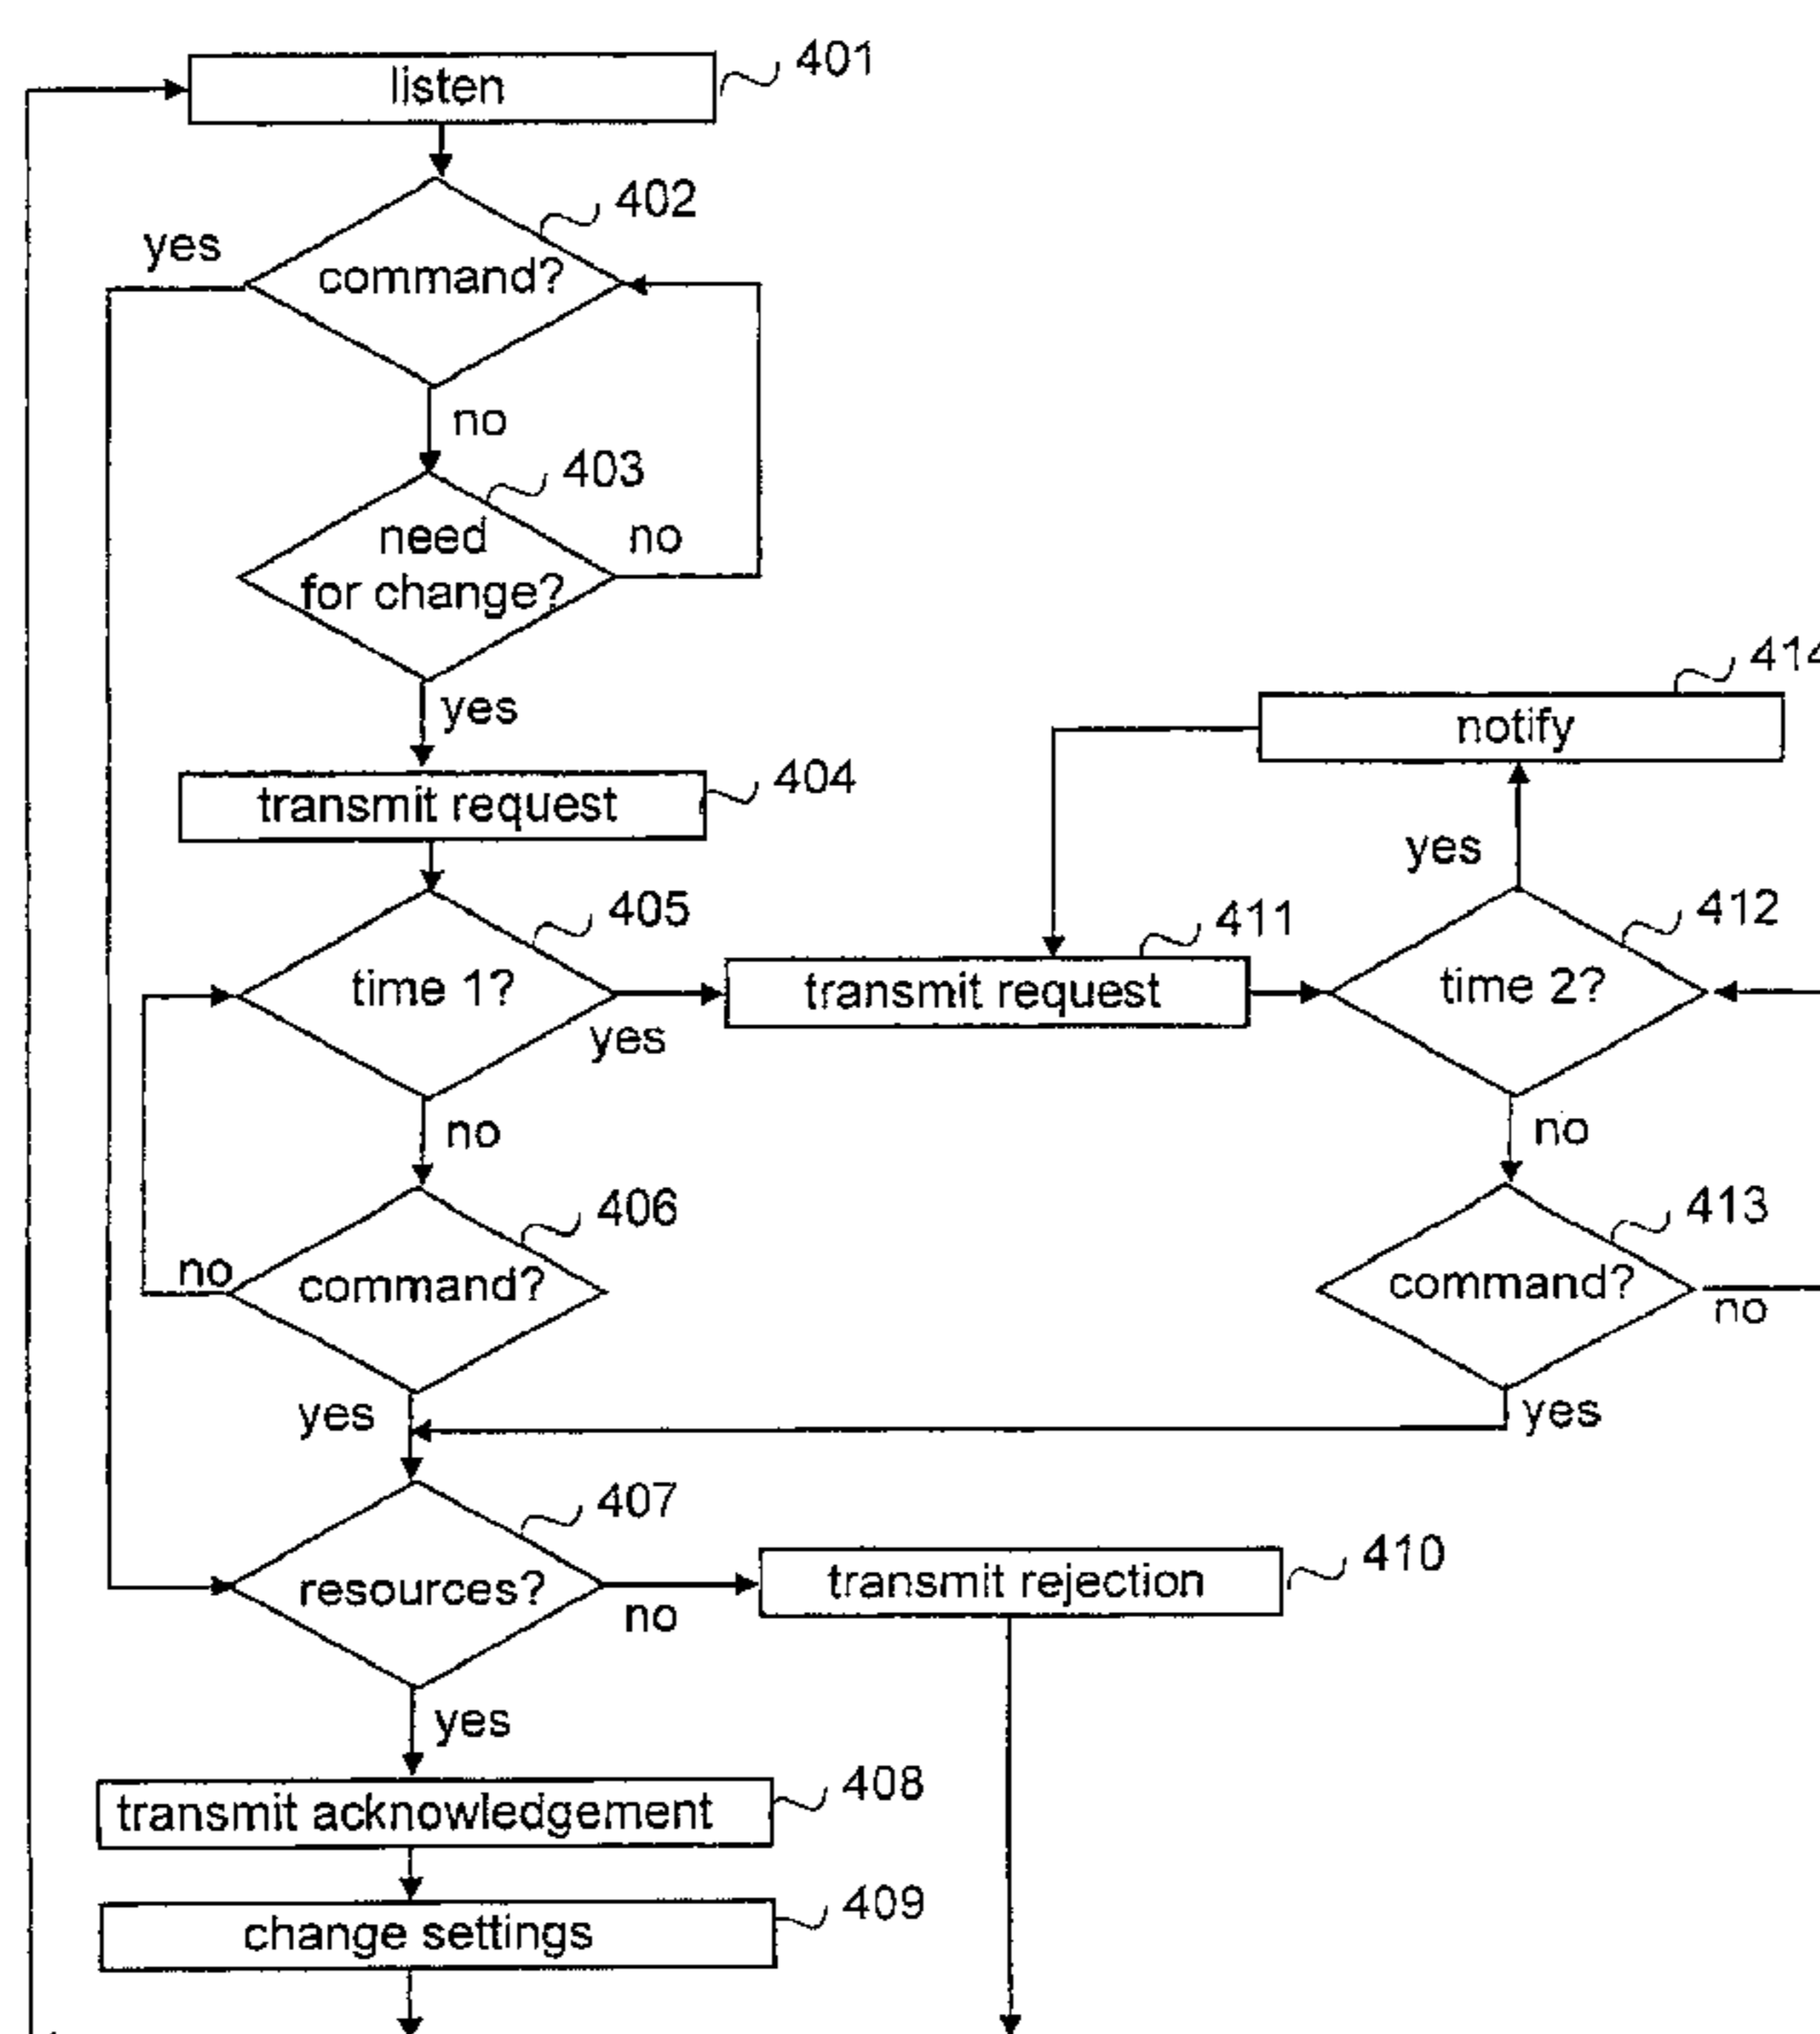 listen
401
402
yes
command?
no
403
need
for change?
no
yes
414
notify
transmit request
404
yes
405
time 1?
yes
411
transmit request
412
time 2?
no
no
406
command?
no
413
command?
no
yes
yes
407
resources?
no
transmit rejection
410
yes
transmit acknowledgement
408
change settings
409